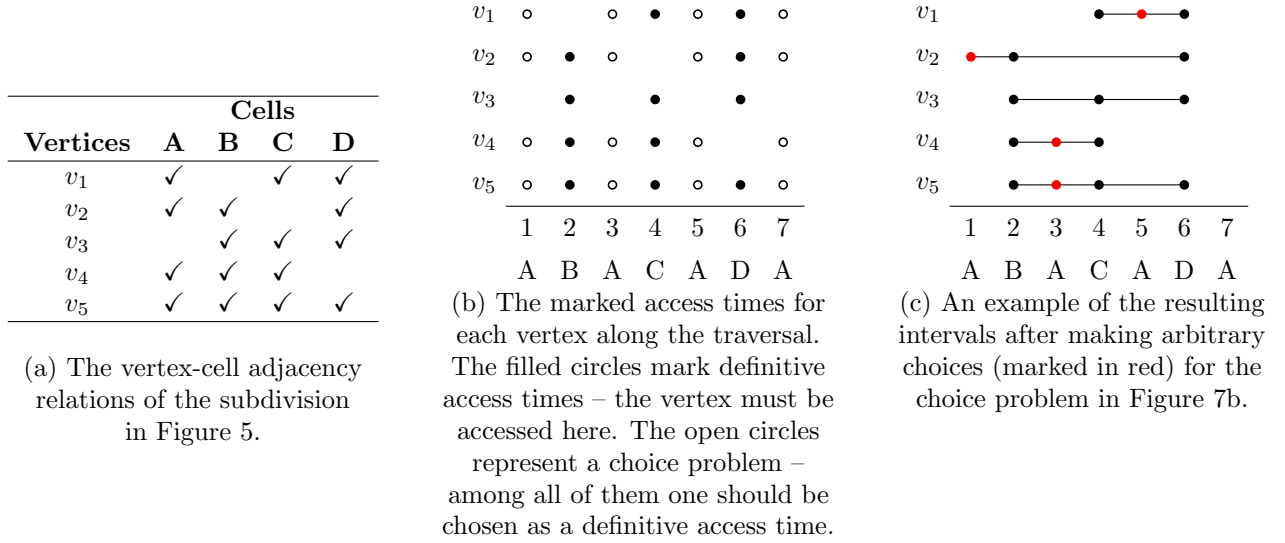 Cells
Vertices A B C D
v1 ✓ ✓ ✓
v2 ✓ ✓ ✓
v3 ✓ ✓ ✓
v4 ✓ ✓ ✓
v5 ✓ ✓ ✓ ✓
(a) The vertex-cell adjacency
relations of the subdivision
in Figure 5.
v1
v2
v3
v4
v5
1 2 3 4 5 6 7
A B A C A D A
(b) The marked access times for
each vertex along the traversal.
The filled circles mark definitive
access times – the vertex must be
accessed here. The open circles
represent a choice problem –
among all of them one should be
chosen as a definitive access time.
v1
v2
v3
v4
v5
1 2 3 4 5 6 7
A B A C A D A
(c) An example of the resulting
intervals after making arbitrary
choices (marked in red) for the
choice problem in Figure 7b.